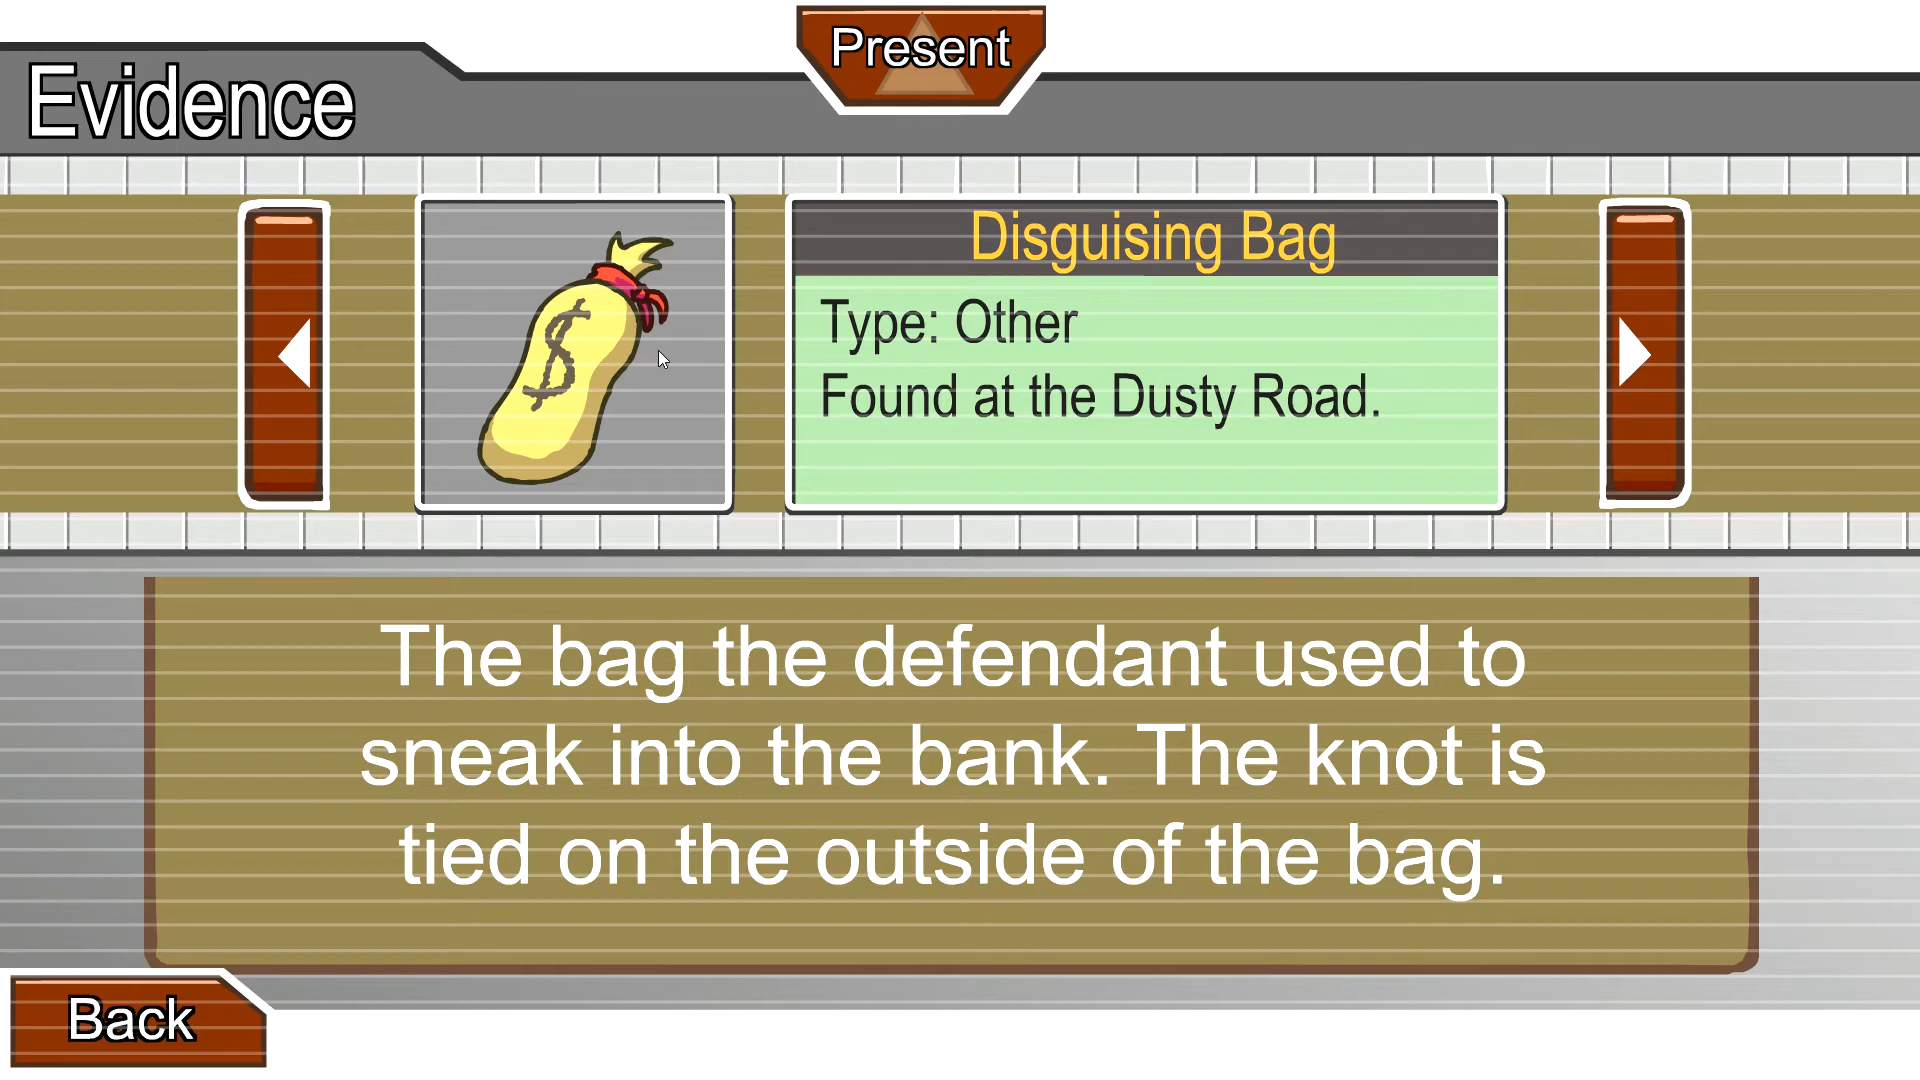 Present
Evidence
Disguising Bag
Type: Other
Found at the Dusty Road.
$
The bag the defendant used to
sneak into the bank. The knot is
tied on the outside of the bag.
Back